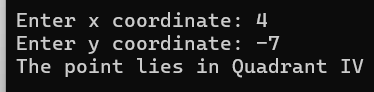 Enter x coordinate: 4
Enter y coordinate: -7
The point lies in Quadrant IV